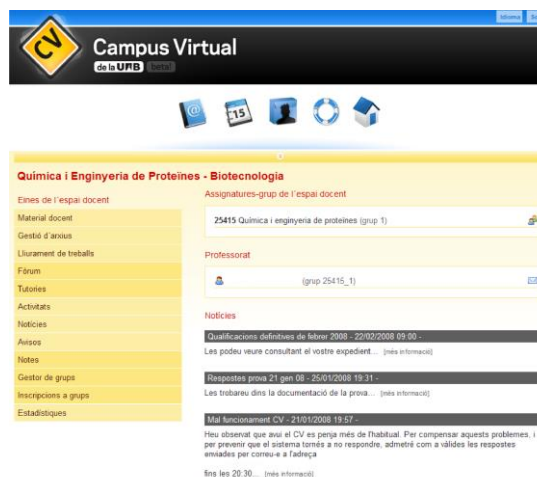 Idioma
CV
Campus Virtual
de la UAB beta!
15
Química i Enginyeria de Proteïnes - Biotecnologia
Eines de l'espai docent
Material docent
Gestió d'arxius
Lliurament de treballs
Fòrum
Tutories
Activitats
Notícies
Avisos
Notes
Gestor de grups
Inscripcions a grups
Estadístiques
Assignatures-grup de l'espai docent
25415 Química i enginyeria de proteïnes (grup 1)
Professorat
(grup 25415_1)
Notícies
Qualificacions definitives de febrer 2008 - 22/02/2008 09:00 -
Les podeu veure consultant el vostre expedient... [més informació]
Respostes prova 21 gen 08 - 25/01/2008 19:31 -
Les trobareu dins la documentació de la prova... [més informació]
Mal funcionament CV - 21/01/2008 19:57 -
Heu observat que avui el CV es penja més de l'habitual. Per compensar aquests problemes, i
per prevenir que el sistema tornés a no respondre, admetré com a vàlides les respostes
enviades per correu-e a l'adreça
fins les 20:30... [més informació]